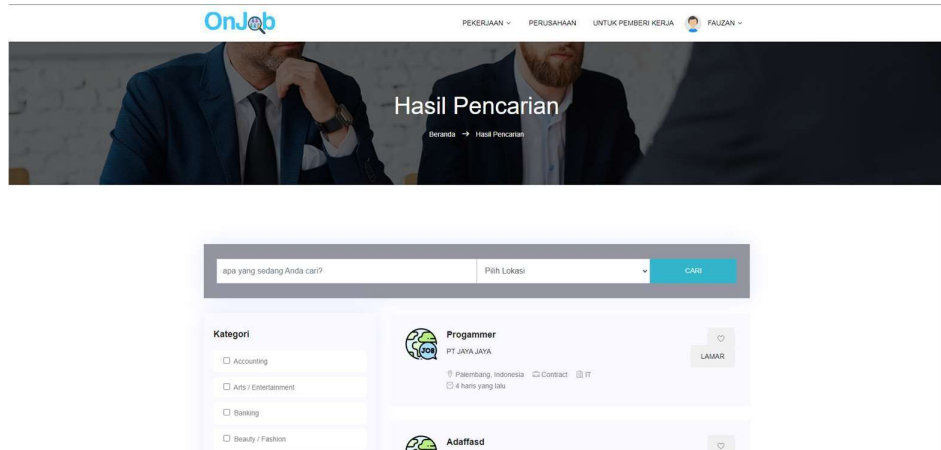 OnJob
PEKERJAAN PERUSAHAAN UNTUK PEMBERI KERJA FAUZAN
Hasil Pencarian
Beranda → Hasil Pencarian
apa yang sedang Anda cari? Pilih Lokasi CARI
Kategori
Accounting
Arts / Entertainment
Banking
Beauty / Fashion
JOB
Progammer
PT JAYA JAYA
LAMAR
Palembang, Indonesia Contract IT
4 haris yang lalu
Adaffasd